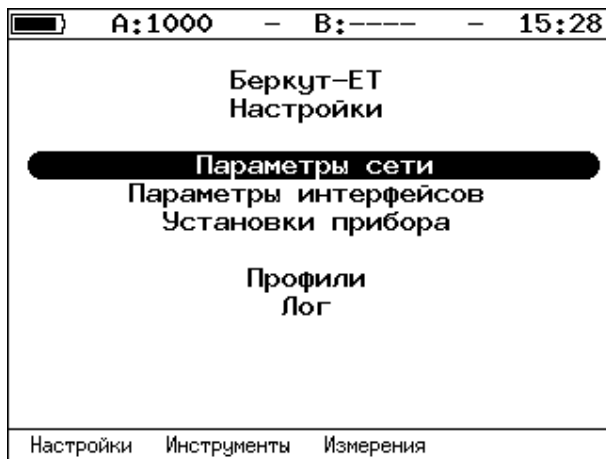 A:1000 – B:---- – 15:28
Беркут-ЕТ
Настройки
Параметры сети
Параметры интерфейсов
Установки прибора
Профили
Лог
Настройки Инструменты Измерения